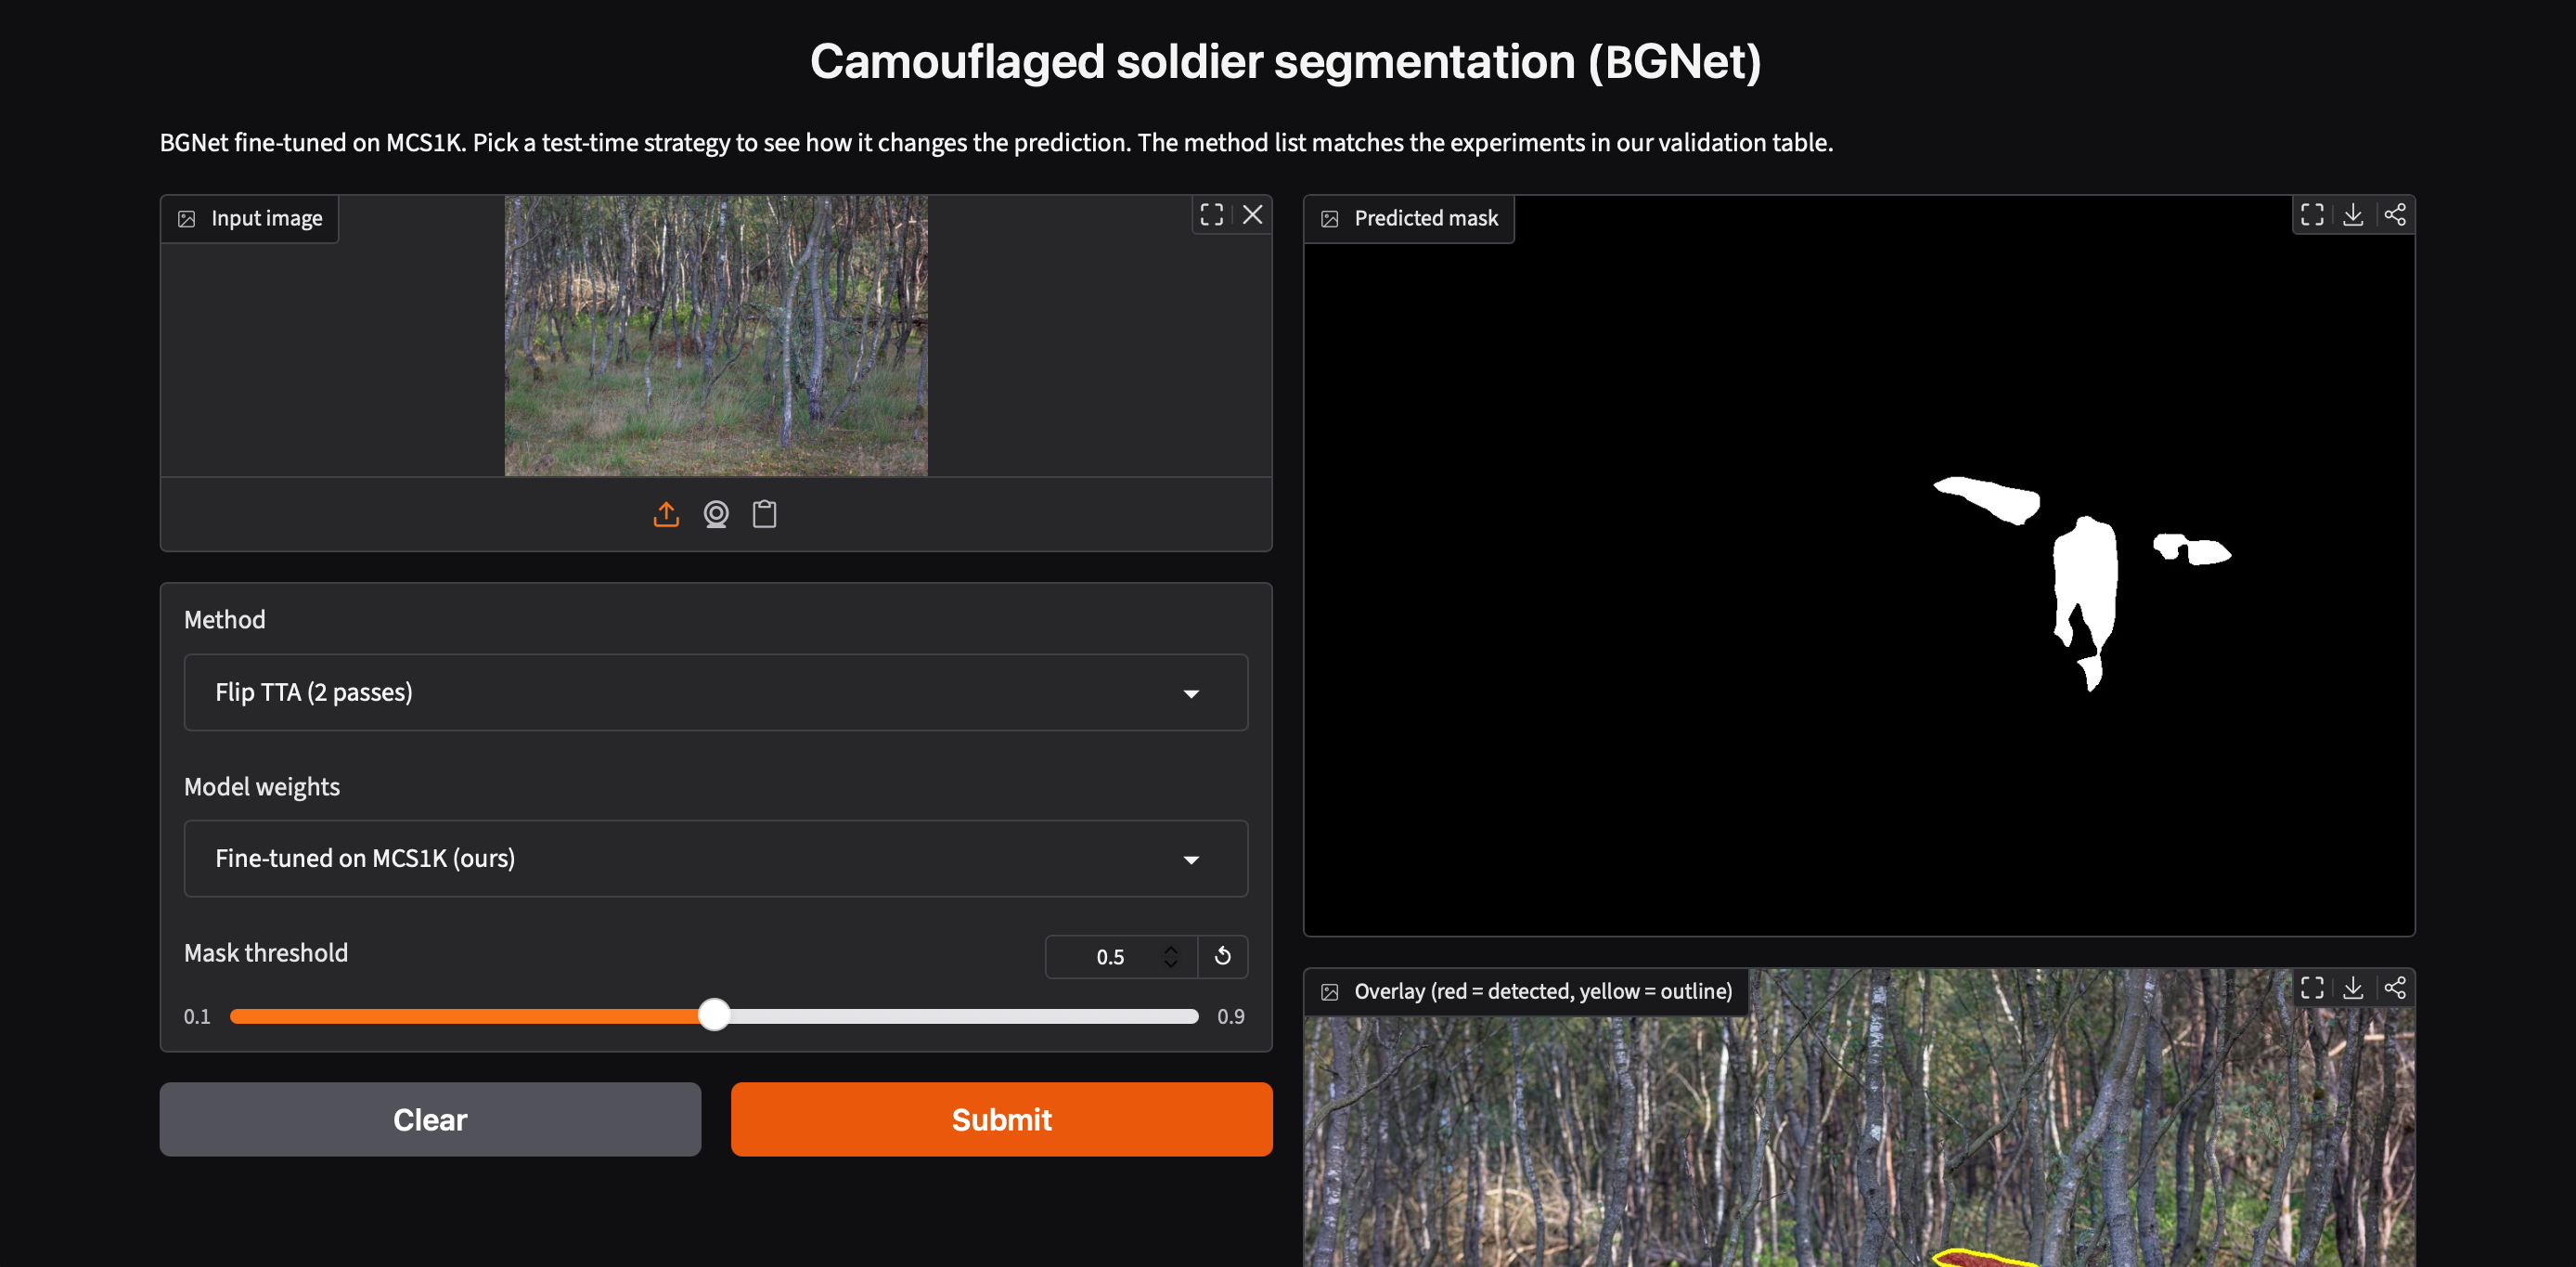 Camouflaged soldier segmentation (BGNet)
BGNet fine-tuned on MCS1K. Pick a test-time strategy to see how it changes the prediction. The method list matches the experiments in our validation table.
Input image
Predicted mask
Method
Flip TTA (2 passes)
Model weights
Fine-tuned on MCS1K (ours)
Mask threshold
0.5
0.1
0.9
Clear
Submit
Overlay (red = detected, yellow = outline)